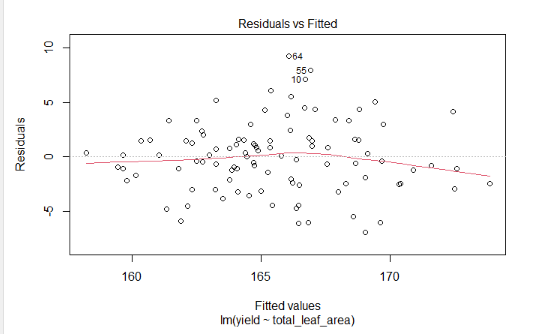 Residuals vs Fitted
Residuals
10
5
0
-5
64
55
10
160
165
170
Fitted values
lm(yield ~ total_leaf_area)